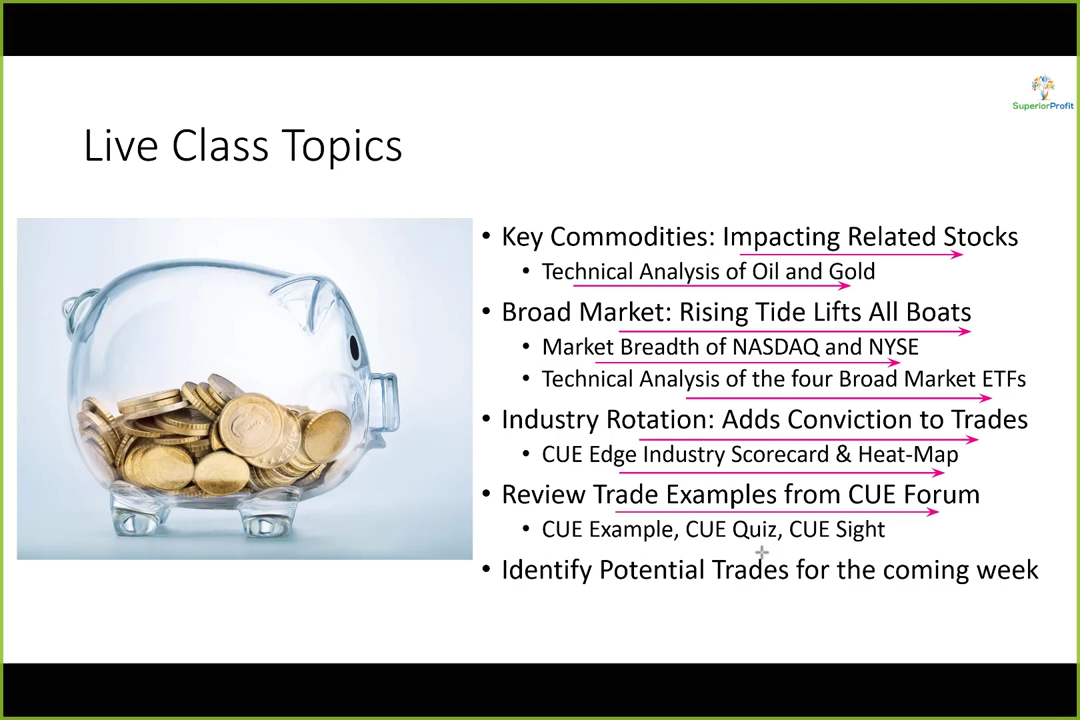 SuperiorProfit
Live Class Topics
• Key Commodities: Impacting Related Stocks
• Technical Analysis of Oil and Gold
• Broad Market: Rising Tide Lifts All Boats
• Market Breadth of NASDAQ and NYSE
• Technical Analysis of the four Broad Market ETFs
• Industry Rotation: Adds Conviction to Trades
• CUE Edge Industry Scorecard & Heat-Map
• Review Trade Examples from CUE Forum
• CUE Example, CUE Quiz, CUE Sight
• Identify Potential Trades for the coming week